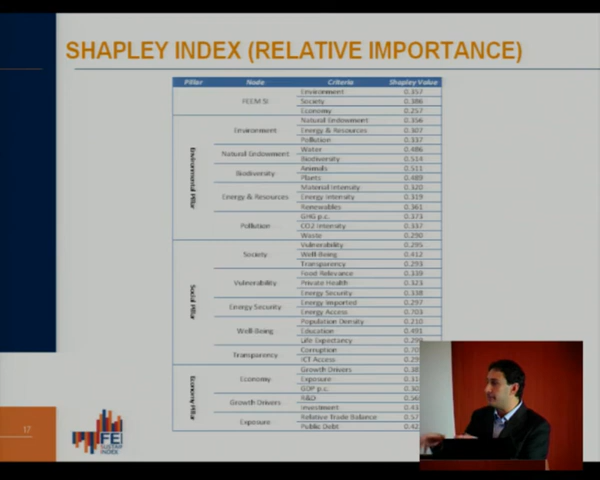 SHAPLEY INDEX (RELATIVE IMPORTANCE)
Pillar Node Criteria Shapley Value
Environment 0.357
FEEM SI Society 0.386
Economy 0.257
Natural Endowment 0.356
Environment Energy & Resources 0.307
Pollution 0.337
Natural Endowment Water 0.486
Biodiversity 0.514
Biodiversity Animals 0.511
Plants 0.489
Material Intensity 0.320
Energy & Resources Energy Intensity 0.319
Renewables 0.361
GHG p.c. 0.373
Pollution CO2 Intensity 0.337
Waste 0.290
Environmental Pillar
Vulnerability 0.295
Society Well-Being 0.412
Transparency 0.293
Food Relevance 0.339
Vulnerability Private Health 0.323
Energy Security 0.338
Energy Security Energy Imported 0.297
Energy Access 0.703
Population Density 0.210
Well-Being Education 0.491
Life Expectancy
Transparency Corruption
ICT Access
Social Pillar
Growth Drivers
Economy Exposure
GDP p.c.
Growth Drivers R&D
Investment
Exposure Relative Trade Balance
Public Debt
Economy Pillar
17
FEI
SUSTAIN
INDEX